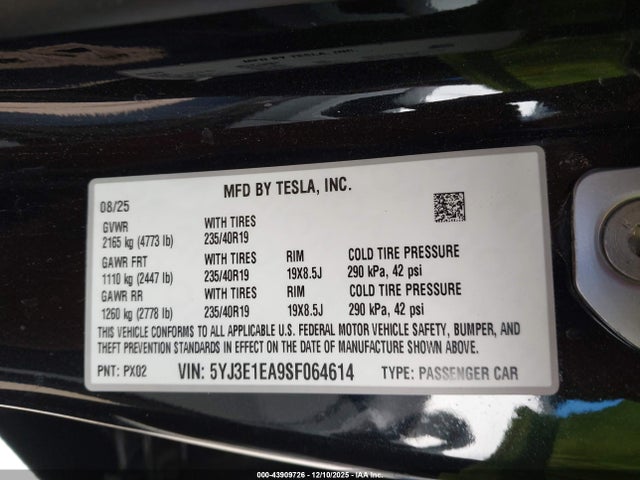 MFD BY TESLA, INC.
08/25
GVWR WITH TIRES
2165 kg (4773 lb) 235/40R19
GAWR FRT WITH TIRES RIM COLD TIRE PRESSURE
1110 kg (2447 lb) 235/40R19 19X8.5J 290 kPa, 42 psi
GAWR RR WITH TIRES RIM COLD TIRE PRESSURE
1260 kg (2778 lb) 235/40R19 19X8.5J 290 kPa, 42 psi
THIS VEHICLE CONFORMS TO ALL APPLICABLE U.S. FEDERAL MOTOR VEHICLE SAFETY, BUMPER, AND
THEFT PREVENTION STANDARDS IN EFFECT ON THE DATE OF MANUFACTURE SHOWN ABOVE.
PNT: PX02 VIN: 5YJ3E1EA9SF064614 TYPE: PASSENGER CAR
000-43909726 - 12/10/2025 - IAA Inc.